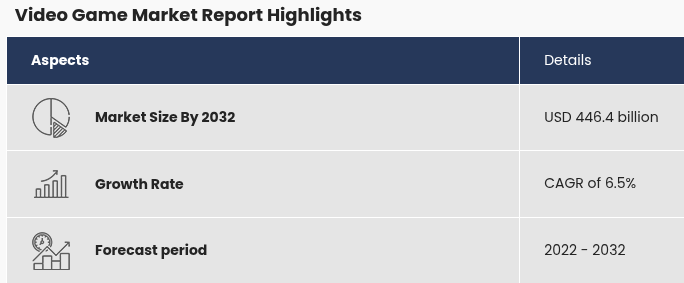 Video Game Market Report Highlights
Aspects Details
Market Size By 2032 USD 446.4 billion
Growth Rate CAGR of 6.5%
Forecast period 2022 - 2032